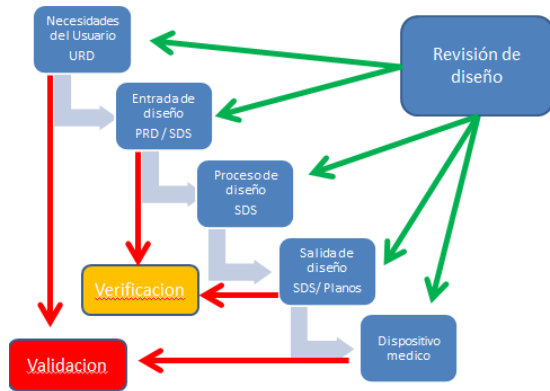 Necesidades
del Usuario
URD
Revisión de
diseño
Entrada de
diseño
PRD / SDS
Proceso de
diseño
SDS
Salida de
diseño
SDS/ Planos
Verificacion
Dispositivo
medico
Validacion